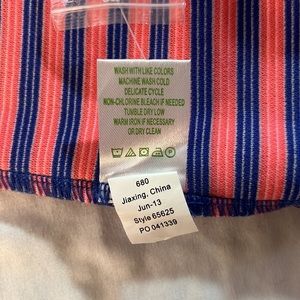 WASH WITH LIKE COLORS
MACHINE WASH COLD
DELICATE CYCLE
NON-CHLORINE BLEACH IF NEEDED
TUMBLE DRY LOW
WARM IRON IF NECESSARY
OR DRY CLEAN
680
Jiaxing, China
Jun-13
Style 65625
PO 041339